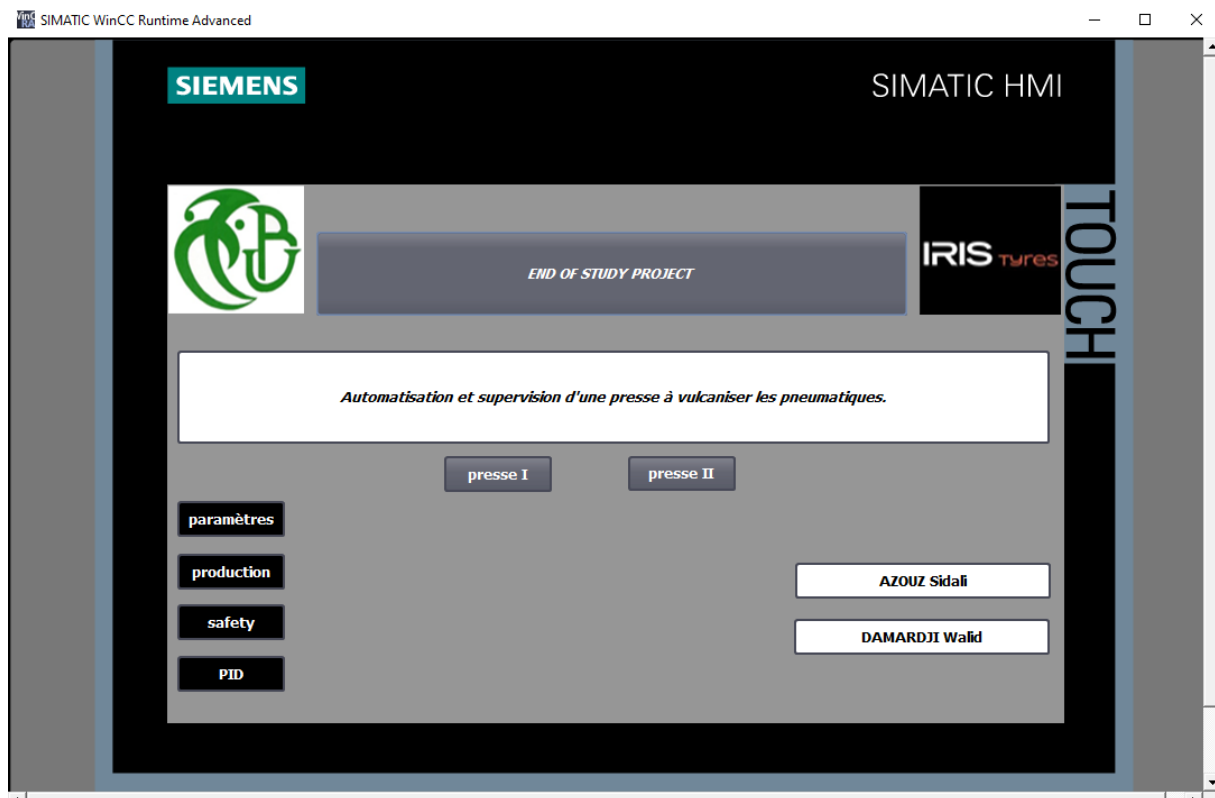 SIMATIC WinCC Runtime Advanced
SIEMENS
SIMATIC HMI
TOUCH
IRIS TYRES
END OF STUDY PROJECT
Automatisation et supervision d'une presse à vulcaniser les pneumatiques.
presse I
presse II
paramètres
production
safety
PID
AZOUZ Sidali
DAMARDJI Walid